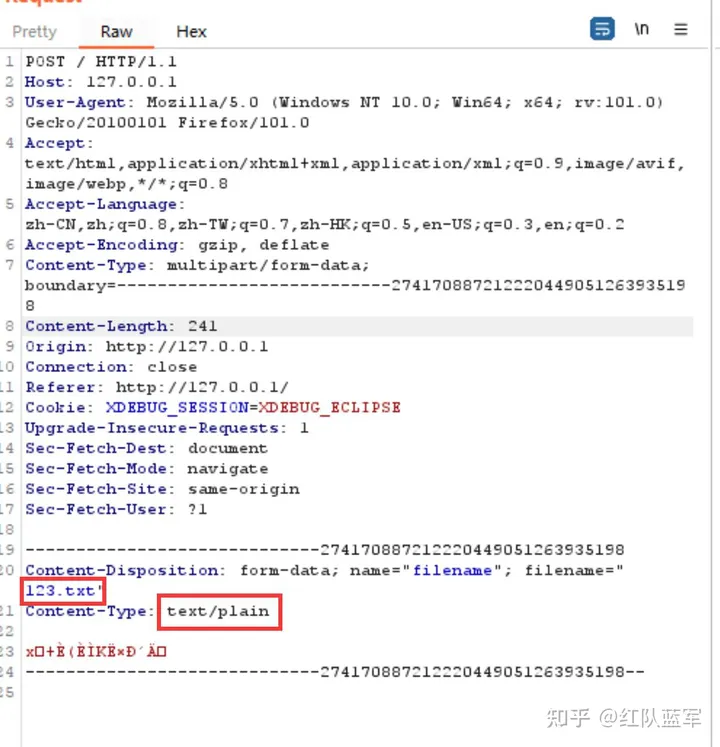 Request
Pretty Raw Hex \n
1 POST / HTTP/1.1
2 Host: 127.0.0.1
3 User-Agent: Mozilla/5.0 (Windows NT 10.0; Win64; x64; rv:101.0)
Gecko/20100101 Firefox/101.0
4 Accept:
text/html,application/xhtml+xml,application/xml;q=0.9,image/avif,
image/webp,*/*;q=0.8
5 Accept-Language:
zh-CN,zh;q=0.8,zh-TW;q=0.7,zh-HK;q=0.5,en-US;q=0.3,en;q=0.2
6 Accept-Encoding: gzip, deflate
7 Content-Type: multipart/form-data;
boundary=---------------------------27417088721222044905126393519
8
8 Content-Length: 241
9 Origin: http://127.0.0.1
10 Connection: close
11 Referer: http://127.0.0.1/
12 Cookie: XDEBUG_SESSION=XDEBUG_ECLIPSE
13 Upgrade-Insecure-Requests: 1
14 Sec-Fetch-Dest: document
15 Sec-Fetch-Mode: navigate
16 Sec-Fetch-Site: same-origin
17 Sec-Fetch-User: ?1
18
19 -----------------------------274170887212220449051263935198
20 Content-Disposition: form-data; name="filename"; filename="
123.txt"
21 Content-Type: text/plain
22
23 x□+È(ÈÌKË×Ð´Ä□
24 -----------------------------274170887212220449051263935198--
25
知乎 @红队蓝军